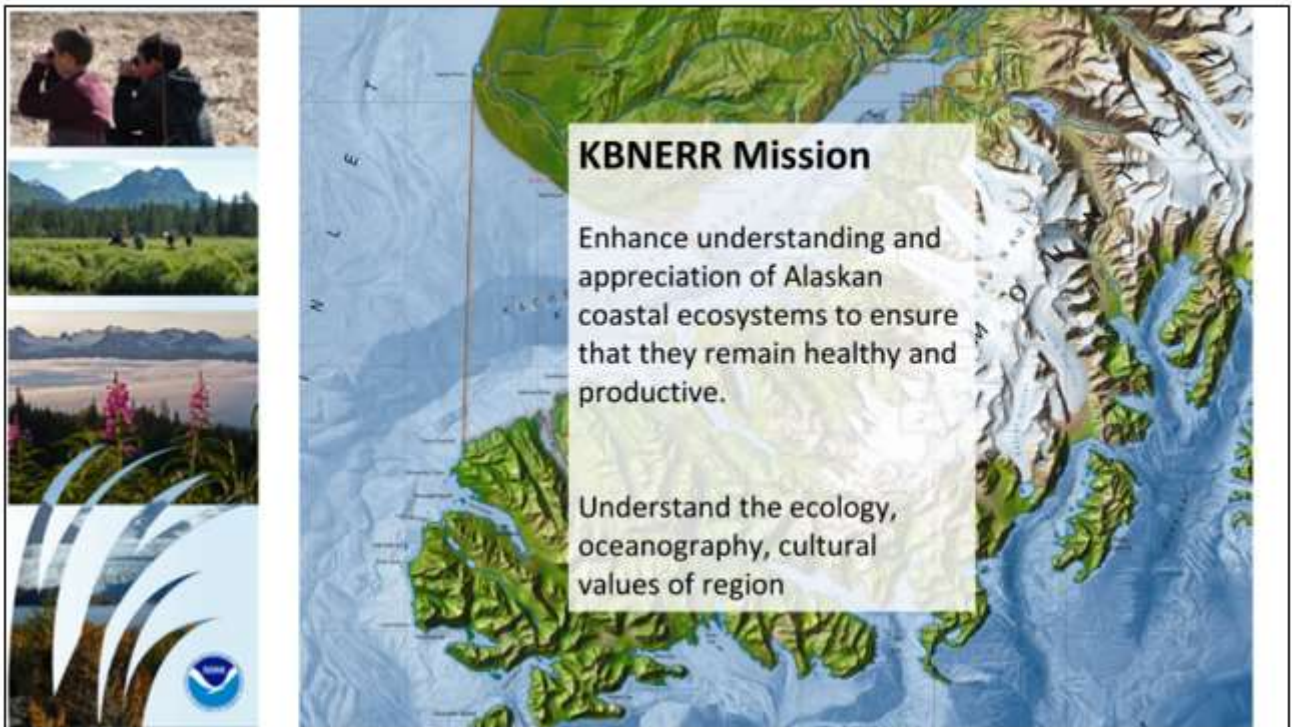 KBNERR Mission
Enhance understanding and
appreciation of Alaskan
coastal ecosystems to ensure
that they remain healthy and
productive.
Understand the ecology,
oceanography, cultural
values of region
I N L E T
NOAA